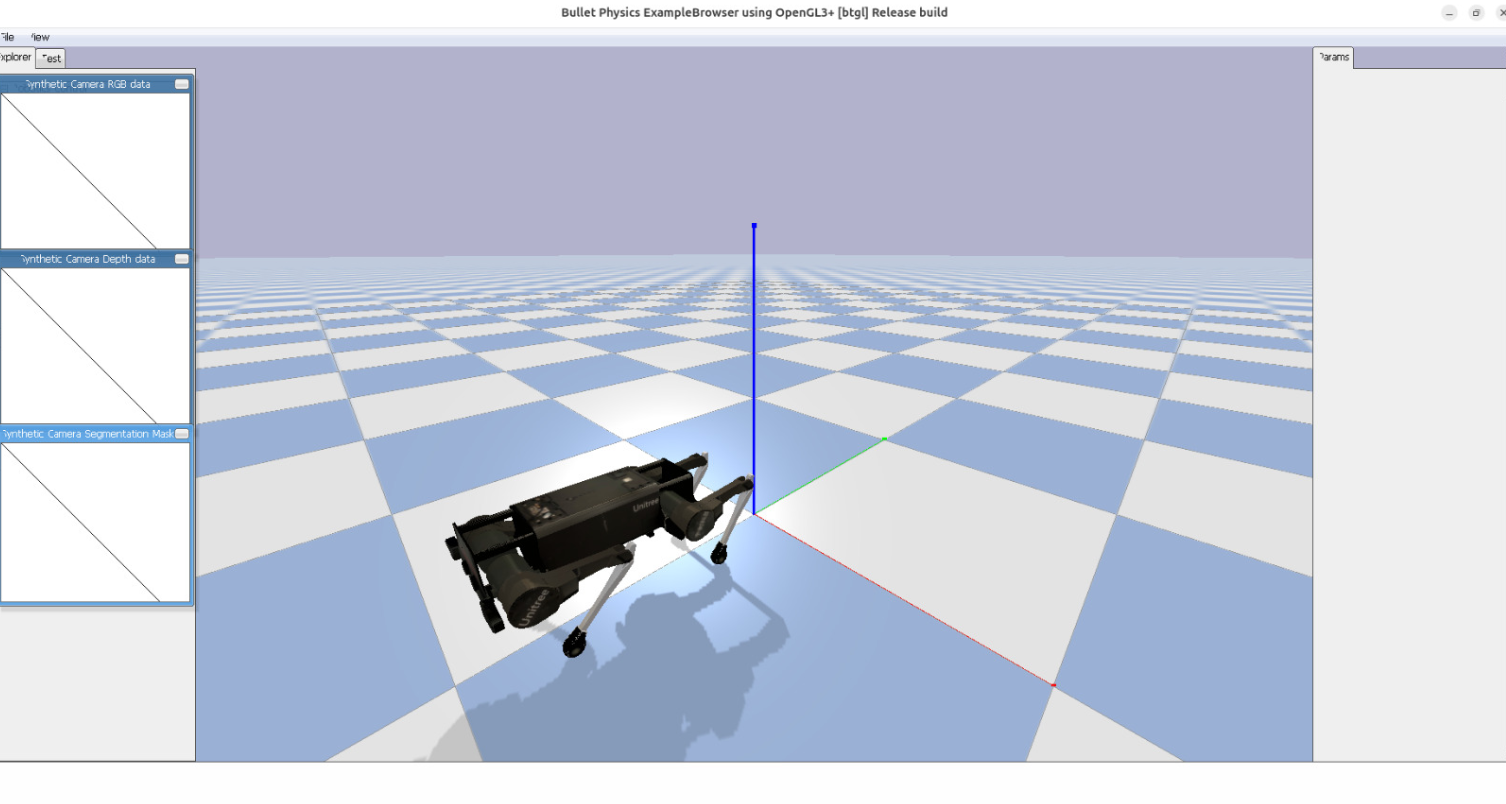 Bullet Physics ExampleBrowser using OpenGL3+ [btgl] Release build
File View
Explorer Test
Params
Synthetic Camera RGB data
Synthetic Camera Depth data
Synthetic Camera Segmentation Mask
Unitree
Unitree